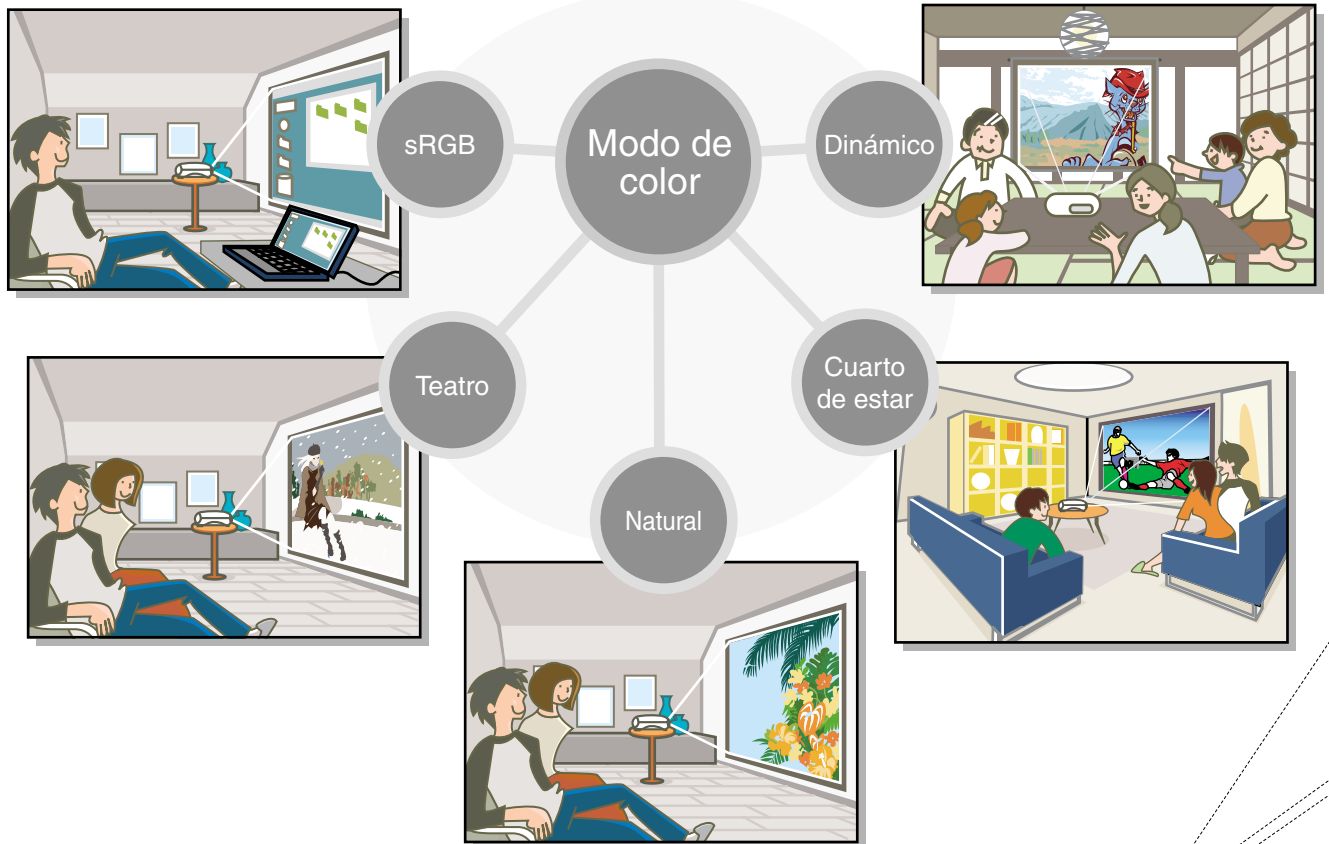 sRGB
Modo de
color
Dinámico
Teatro
Cuarto
de estar
Natural